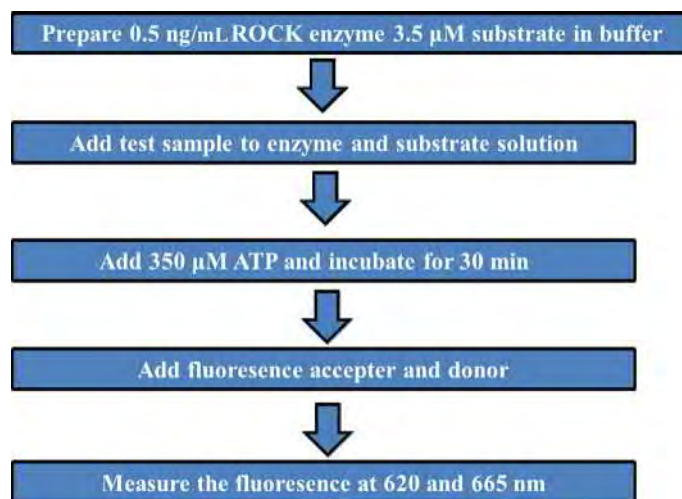 Prepare 0.5 ng/mL ROCK enzyme 3.5 µM substrate in buffer
Add test sample to enzyme and substrate solution
Add 350 µM ATP and incubate for 30 min
Add fluoresence accepter and donor
Measure the fluoresence at 620 and 665 nm